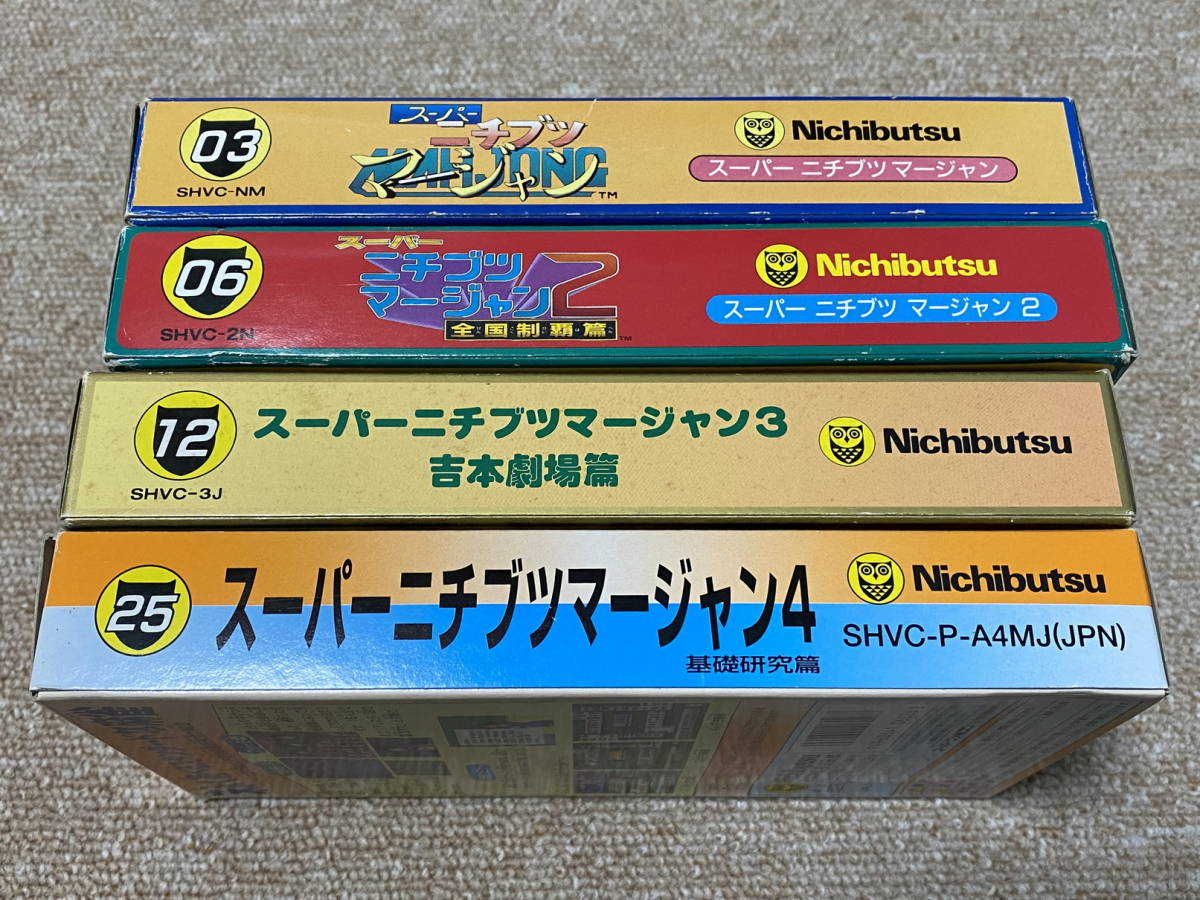 03
SHVC-NM
スーパー
ニチブツ
MAHJONG
マージャン
TM
Nichibutsu
スーパー ニチブツ マージャン
06
SHVC-2N
スーパー
ニチブツ
マージャン2
全国制覇篇
TM
Nichibutsu
スーパー ニチブツ マージャン 2
12
SHVC-3J
スーパーニチブツマージャン3
吉本劇場篇
Nichibutsu
25
スーパーニチブツマージャン4
基礎研究篇
Nichibutsu
SHVC-P-A4MJ(JPN)